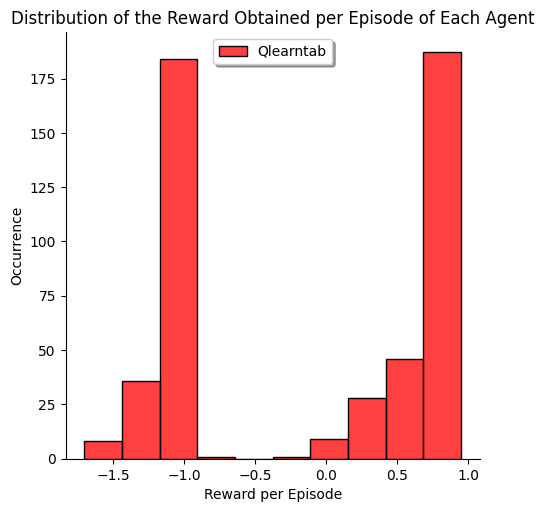 Distribution of the Reward Obtained per Episode of Each Agent
Qlearntab
175
150
125
100
75
50
25
0
Occurrence
−1.5 −1.0 −0.5 0.0 0.5 1.0
Reward per Episode